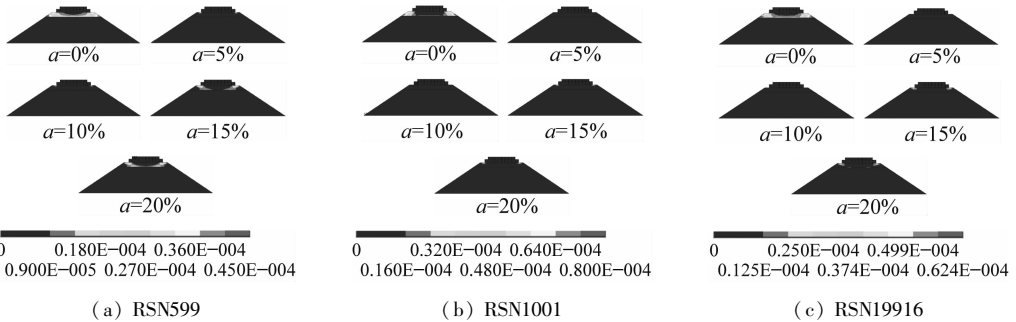 a=0% a=5%
a=10% a=15%
a=20%
0 0.180E−004 0.360E−004
0.900E−005 0.270E−004 0.450E−004
(a) RSN599
a=0% a=5%
a=10% a=15%
a=20%
0 0.320E−004 0.640E−004
0.160E−004 0.480E−004 0.800E−004
(b) RSN1001
a=0% a=5%
a=10% a=15%
a=20%
0 0.250E−004 0.499E−004
0.125E−004 0.374E−004 0.624E−004
(c) RSN19916